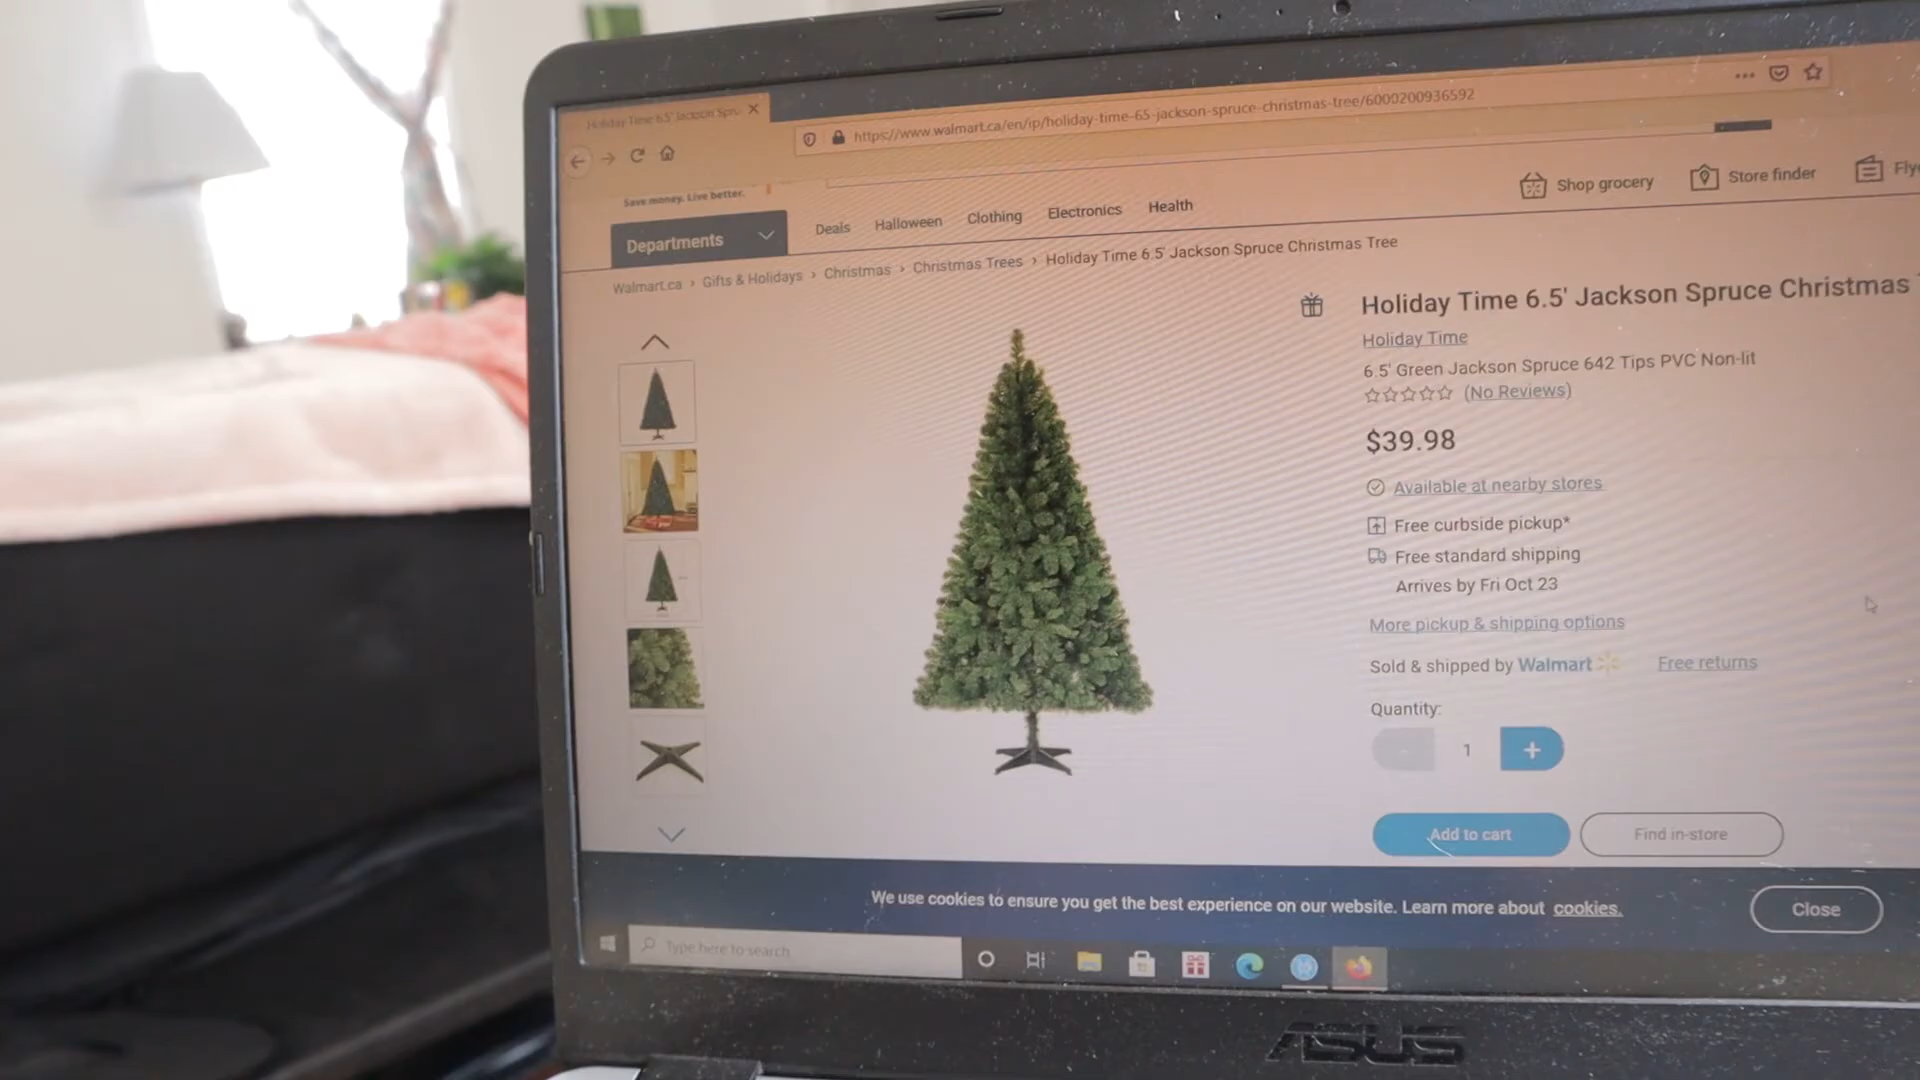 Holiday Time 6.5' Jackson Spru
https://www.walmart.ca/en/ip/holiday-time-65-jackson-spruce-christmas-tree/6000200936592
Save money. Live better.
Shop grocery
Store finder
Fly
Departments
Deals
Halloween
Clothing
Electronics
Health
Walmart.ca › Gifts & Holidays › Christmas › Christmas Trees › Holiday Time 6.5' Jackson Spruce Christmas Tree
Holiday Time 6.5' Jackson Spruce Christmas
Holiday Time
6.5' Green Jackson Spruce 642 Tips PVC Non-lit
(No Reviews)
$39.98
Available at nearby stores
Free curbside pickup*
Free standard shipping
Arrives by Fri Oct 23
More pickup & shipping options
Sold & shipped by Walmart
Free returns
Quantity:
- 1 +
Add to cart
Find in-store
We use cookies to ensure you get the best experience on our website. Learn more about cookies.
Close
Type here to search
ASUS